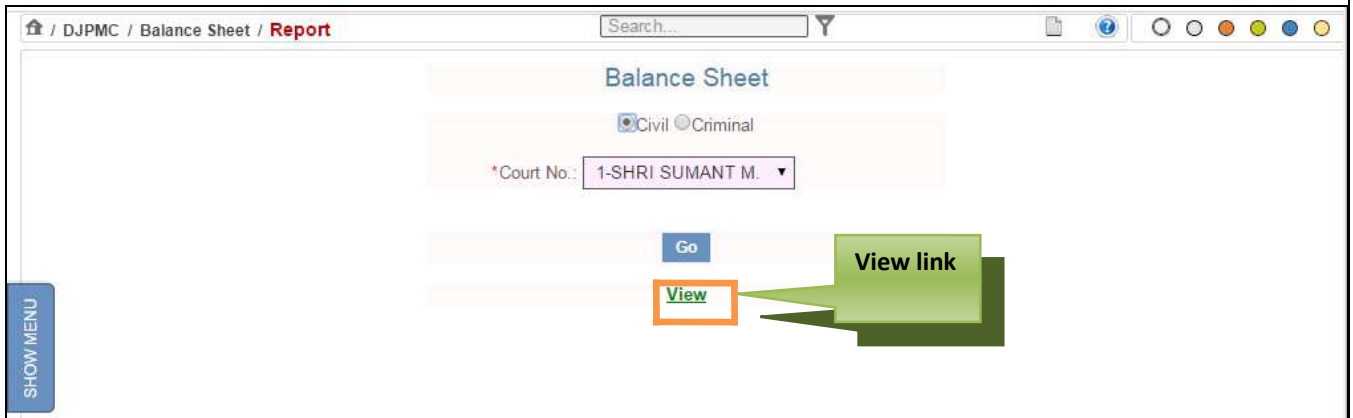 / DJPMC / Balance Sheet / Report
Search...
Balance Sheet
Civil Criminal
*Court No.: 1-SHRI SUMANT M.
Go
View link
View
SHOW MENU